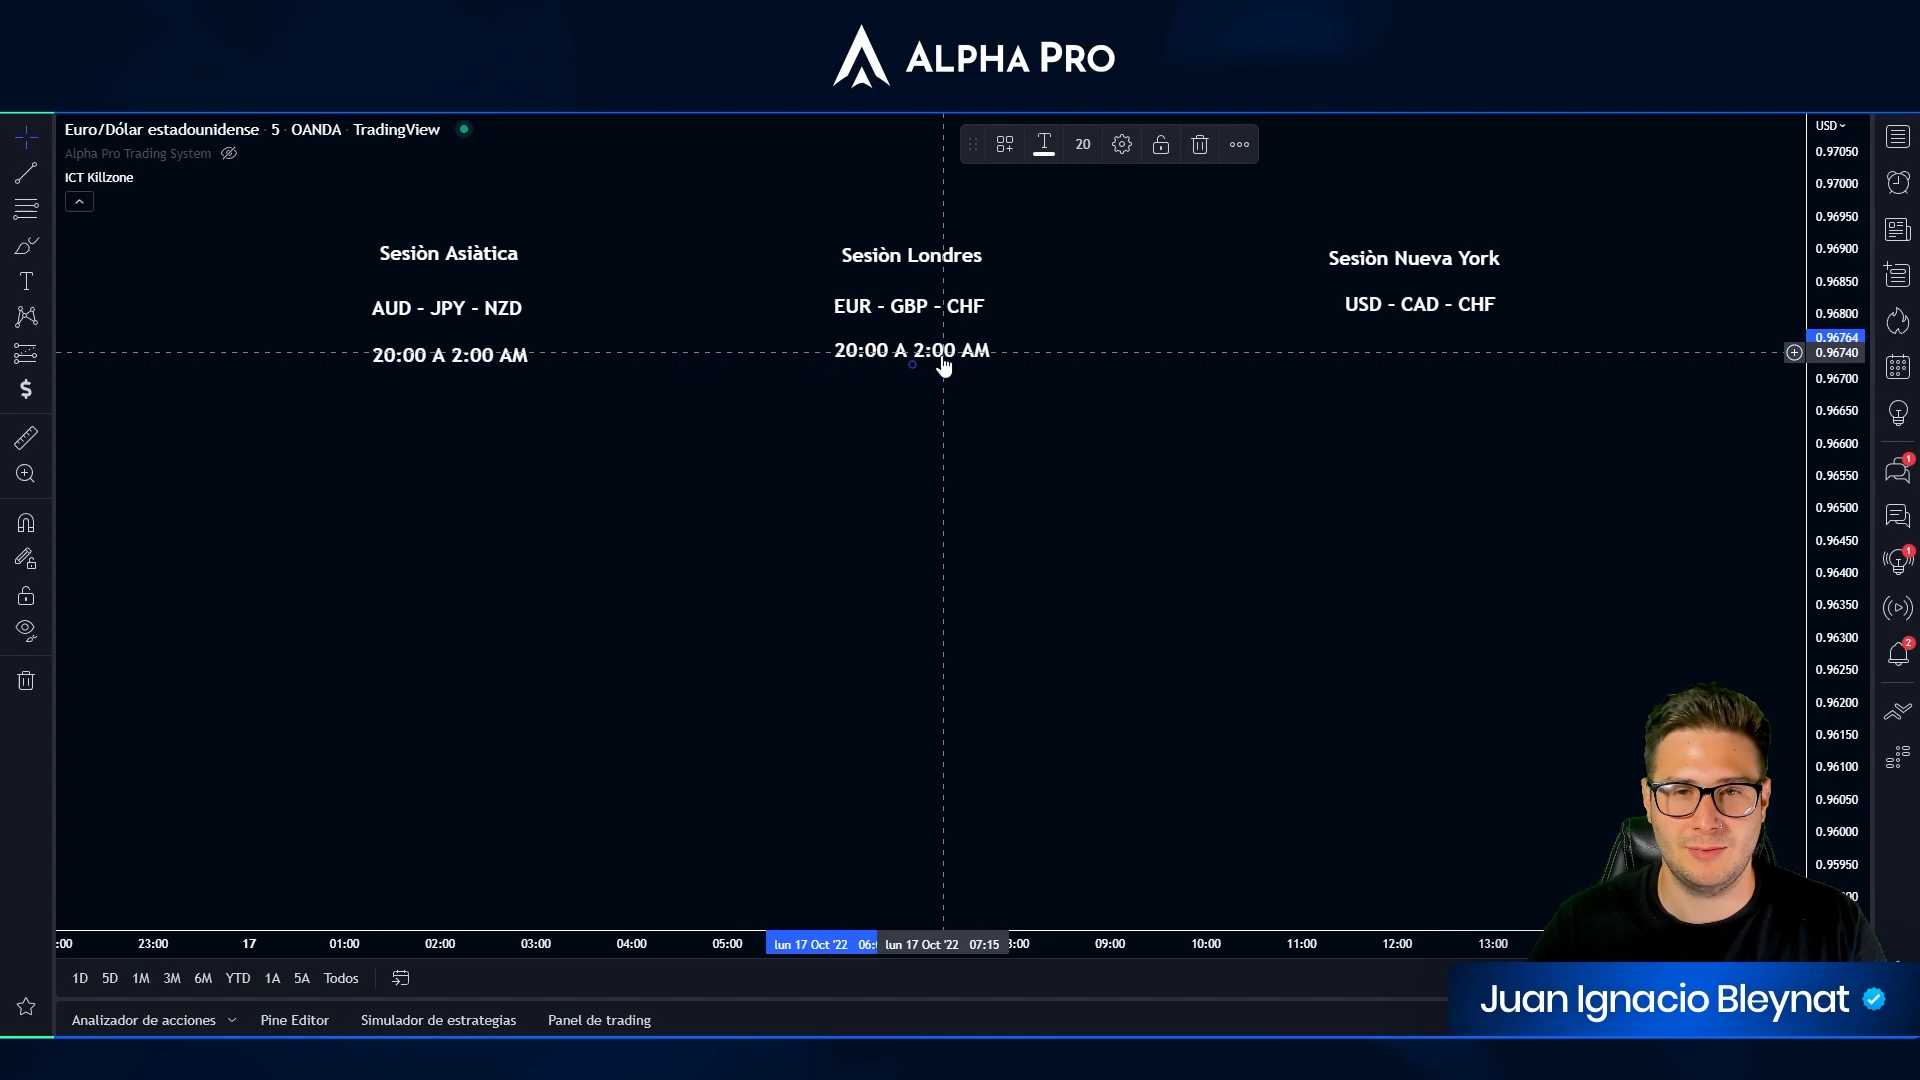 ALPHA PRO
Euro/Dólar estadounidense · 5 · OANDA · TradingView
Alpha Pro Trading System
ICT Killzone
20
USD
0.97050
0.97000
0.96950
0.96900
0.96850
0.96800
0.96764
0.96740
0.96700
0.96650
0.96600
0.96550
0.96500
0.96450
0.96400
0.96350
0.96300
0.96250
0.96200
0.96150
0.96100
0.96050
0.96000
0.95950
Sesiòn Asiàtica
AUD - JPY - NZD
20:00 A 2:00 AM
Sesiòn Londres
EUR - GBP - CHF
20:00 A 2:00 AM
Sesiòn Nueva York
USD - CAD - CHF
1
1
2
:00 23:00 17 01:00 02:00 03:00 04:00 05:00 lun 17 Oct '22 06: lun 17 Oct '22 07:15 :00 09:00 10:00 11:00 12:00 13:00
1D 5D 1M 3M 6M YTD 1A 5A Todos
Analizador de acciones Pine Editor Simulador de estrategias Panel de trading
Juan Ignacio Bleynat